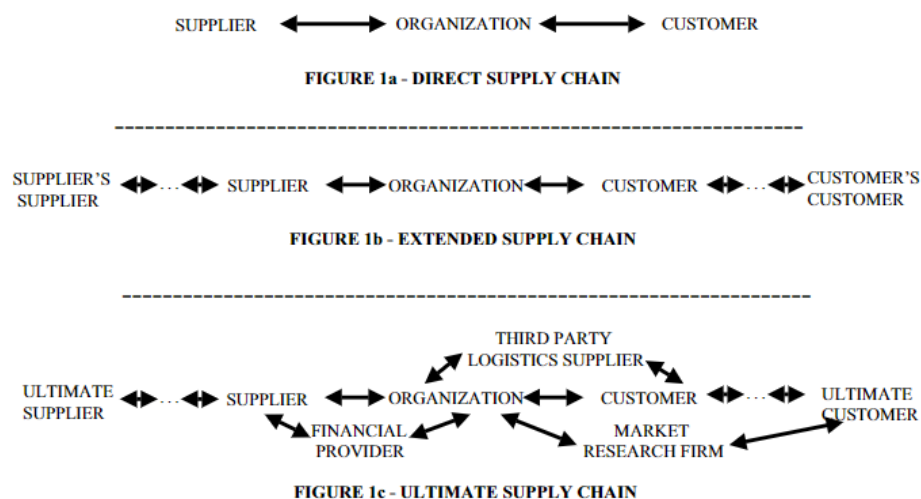 SUPPLIER ORGANIZATION CUSTOMER
FIGURE 1a - DIRECT SUPPLY CHAIN
SUPPLIER'S
SUPPLIER
... SUPPLIER ORGANIZATION CUSTOMER ...
CUSTOMER'S
CUSTOMER
FIGURE 1b - EXTENDED SUPPLY CHAIN
THIRD PARTY
LOGISTICS SUPPLIER
ULTIMATE
SUPPLIER
... SUPPLIER ORGANIZATION CUSTOMER ...
ULTIMATE
CUSTOMER
FINANCIAL
PROVIDER
MARKET
RESEARCH FIRM
FIGURE 1c - ULTIMATE SUPPLY CHAIN